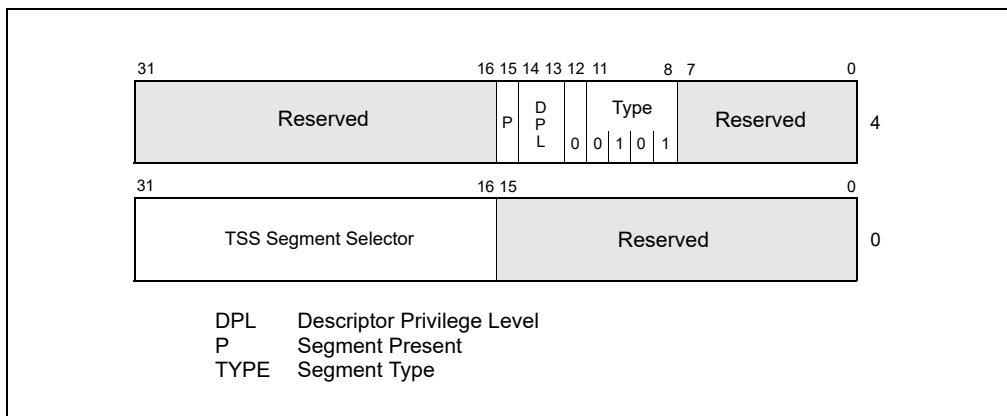 31 16 15 14 13 12 11 8 7 0
Reserved P D P L 0 Type 0 1 0 1 Reserved 4
31 16 15 0
TSS Segment Selector Reserved 0
DPL Descriptor Privilege Level
P Segment Present
TYPE Segment Type